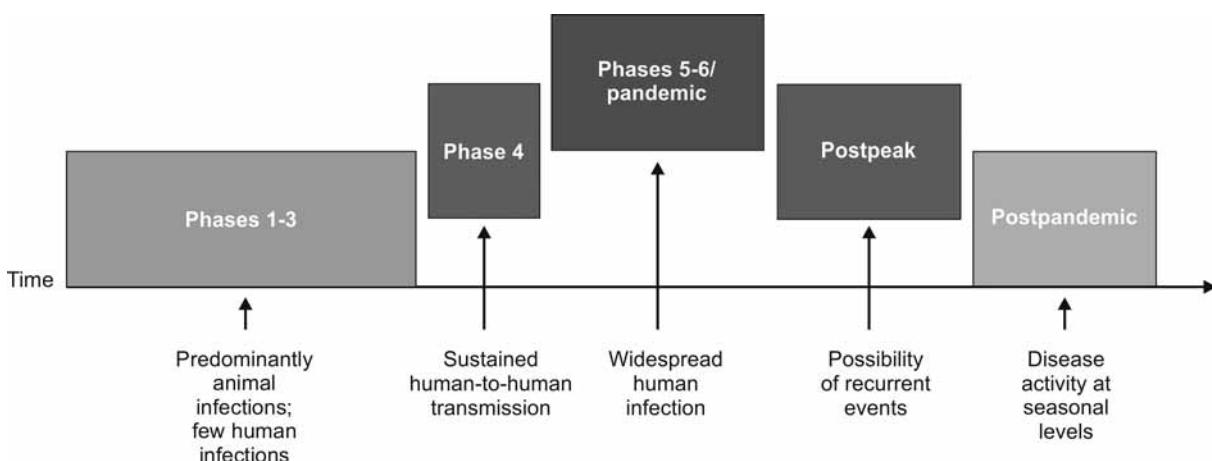 Phases 5-6/
pandemic
Phase 4
Postpeak
Phases 1-3
Postpandemic
Time
Predominantly
animal
infections;
few human
infections
Sustained
human-to-human
transmission
Widespread
human
infection
Possibility
of recurrent
events
Disease
activity at
seasonal
levels